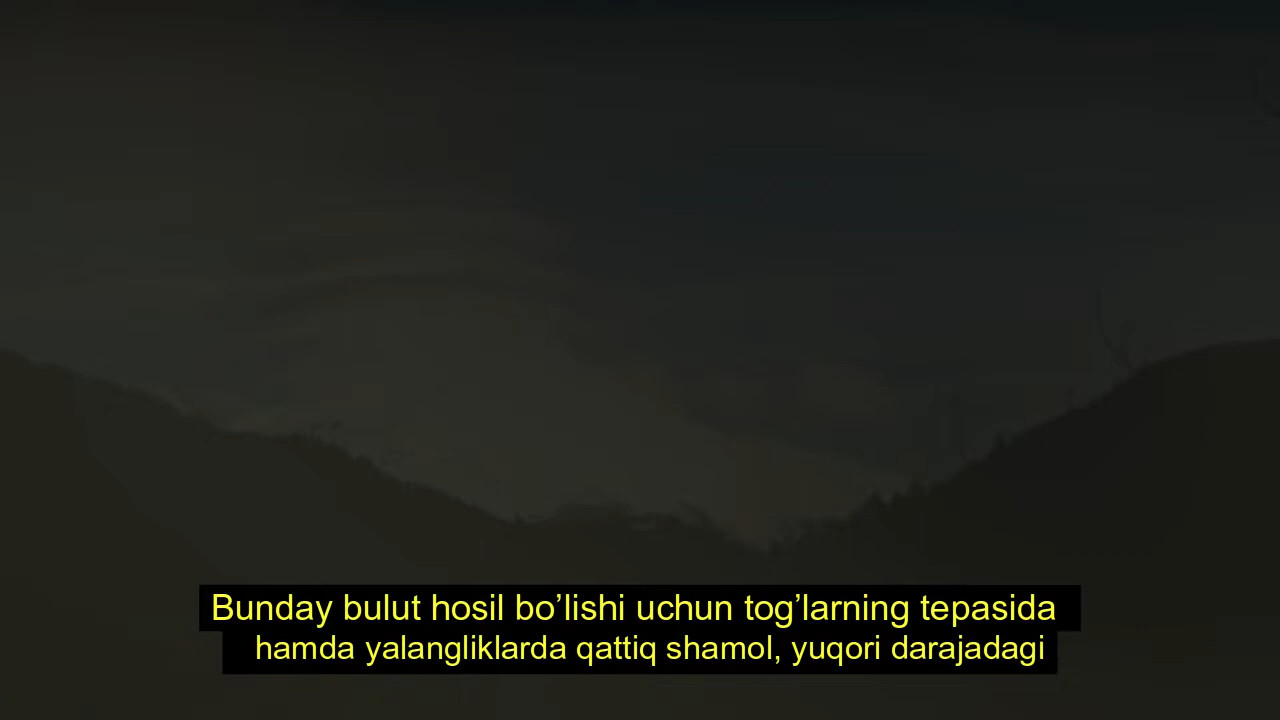 Bunday bulut hosil bo’lishi uchun tog’larning tepasida
hamda yalangliklarda qattiq shamol, yuqori darajadagi